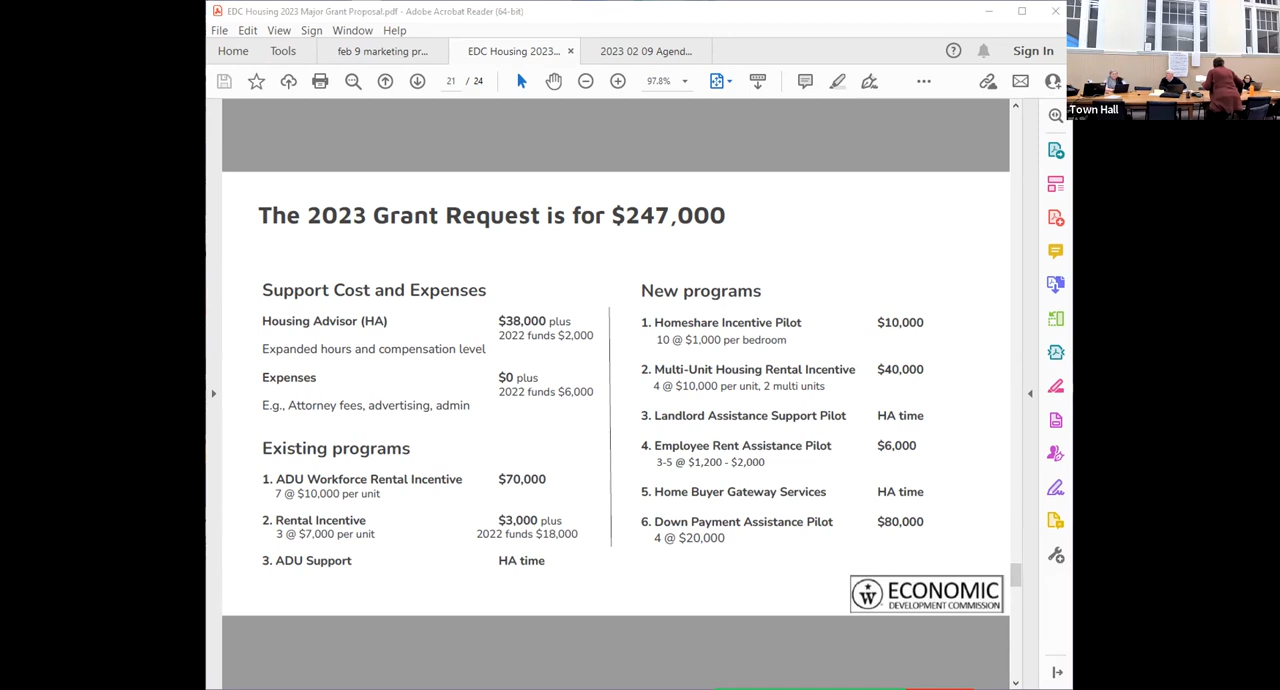 EDC Housing 2023 Major Grant Proposal.pdf - Adobe Acrobat Reader (64-bit)
File Edit View Sign Window Help
Home Tools feb 9 marketing pr... EDC Housing 2023... × 2023 02 09 Agend... Sign In
21 / 24 97.8%
Town Hall
The 2023 Grant Request is for $247,000
Support Cost and Expenses
Housing Advisor (HA) $38,000 plus
2022 funds $2,000
Expanded hours and compensation level
Expenses $0 plus
2022 funds $6,000
E.g., Attorney fees, advertising, admin
Existing programs
1. ADU Workforce Rental Incentive $70,000
7 @ $10,000 per unit
2. Rental Incentive $3,000 plus
3 @ $7,000 per unit 2022 funds $18,000
3. ADU Support HA time
New programs
1. Homeshare Incentive Pilot $10,000
10 @ $1,000 per bedroom
2. Multi-Unit Housing Rental Incentive $40,000
4 @ $10,000 per unit, 2 multi units
3. Landlord Assistance Support Pilot HA time
4. Employee Rent Assistance Pilot $6,000
3-5 @ $1,200 - $2,000
5. Home Buyer Gateway Services HA time
6. Down Payment Assistance Pilot $80,000
4 @ $20,000
W ECONOMIC
DEVELOPMENT COMMISSION